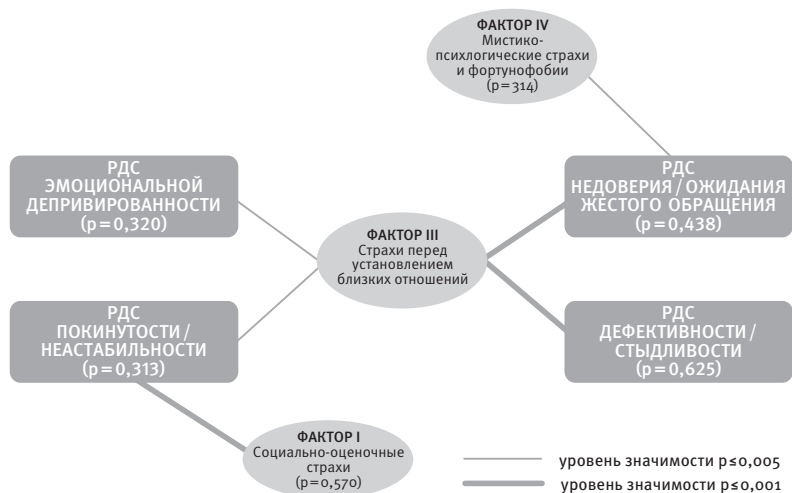 ФАКТОР IV
Мистико-
психлогические страхи
и фортунофобии
(p=314)
РДС
ЭМОЦИОНАЛЬНОЙ
ДЕПРИВИРОВАННОСТИ
(p=0,320)
РДС
НЕДОВЕРИЯ/ОЖИДАНИЯ
ЖЕСТОГО ОБРАЩЕНИЯ
(p=0,438)
ФАКТОР III
Страхи перед
установлением
близких отношений
РДС
ПОКИНУТОСТИ/
НЕАСТАБИЛЬНОСТИ
(p=0,313)
РДС
ДЕФЕКТИВНОСТИ/
СТЫДЛИВОСТИ
(p=0,625)
ФАКТОР I
Социально-оценочные
страхи
(p=0,570)
уровень значимости p≤0,005
уровень значимости p≤0,001